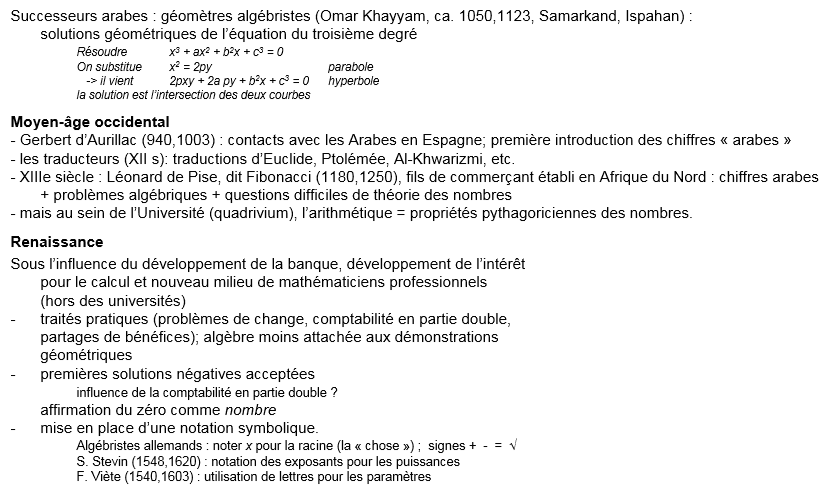 Successeurs arabes : géomètres algébristes (Omar Khayyam, ca. 1050,1123, Samarkand, Ispahan) :
solutions géométriques de l'équation du troisième degré
Résoudre x³ + ax² + b²x + c³ = 0
On substitue x² = 2py parabole
-> il vient 2pxy + 2a py + b²x + c³ = 0 hyperbole
la solution est l'intersection des deux courbes
Moyen-âge occidental
- Gerbert d'Aurillac (940,1003) : contacts avec les Arabes en Espagne; première introduction des chiffres « arabes »
- les traducteurs (XII s): traductions d'Euclide, Ptolémée, Al-Khwarizmi, etc.
- XIIIe siècle : Léonard de Pise, dit Fibonacci (1180,1250), fils de commerçant établi en Afrique du Nord : chiffres arabes
+ problèmes algébriques + questions difficiles de théorie des nombres
- mais au sein de l'Université (quadrivium), l'arithmétique = propriétés pythagoriciennes des nombres.
Renaissance
Sous l'influence du développement de la banque, développement de l'intérêt
pour le calcul et nouveau milieu de mathématiciens professionnels
(hors des universités)
- traités pratiques (problèmes de change, comptabilité en partie double,
partages de bénéfices); algèbre moins attachée aux démonstrations
géométriques
- premières solutions négatives acceptées
influence de la comptabilité en partie double ?
affirmation du zéro comme nombre
- mise en place d'une notation symbolique.
Algébristes allemands : noter x pour la racine (la « chose ») ; signes + - = √
S. Stevin (1548,1620) : notation des exposants pour les puissances
F. Viète (1540,1603) : utilisation de lettres pour les paramètres